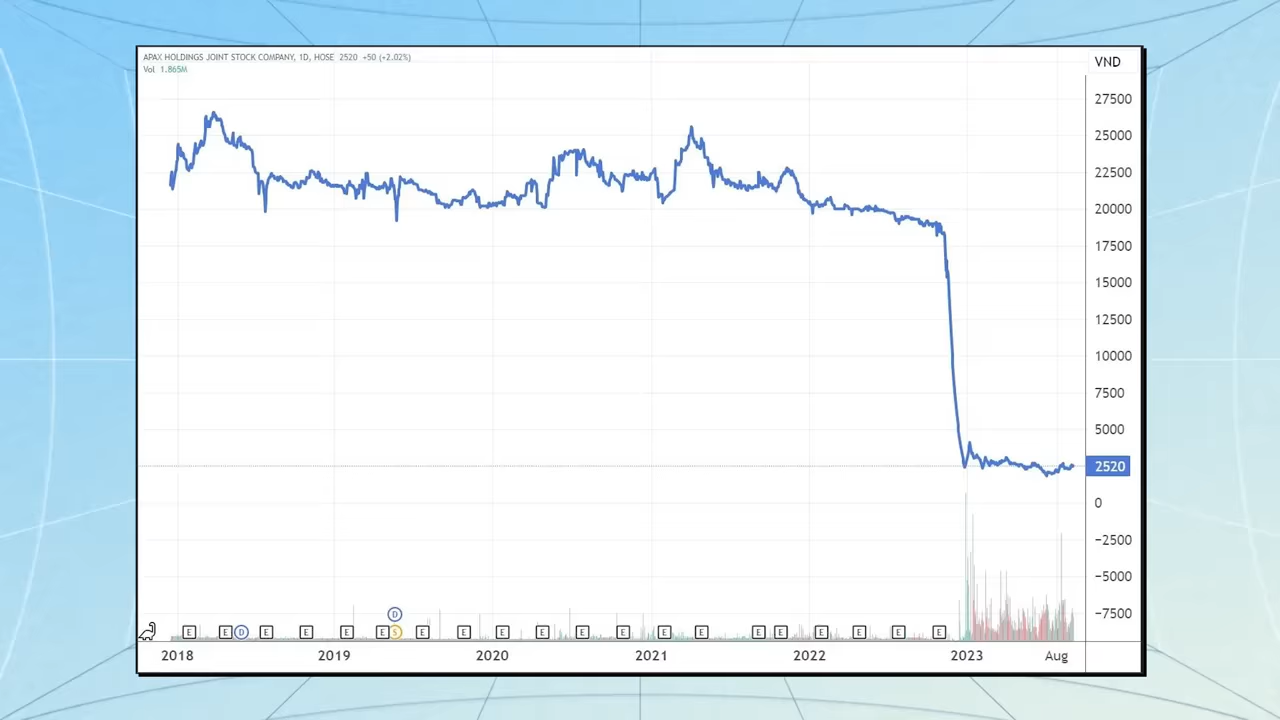 APAX HOLDINGS JOINT STOCK COMPANY, 1D, HOSE 2520 +50 (+2.02%)
Vol 1.865M
VND
27500
25000
22500
20000
17500
15000
12500
10000
7500
5000
2520
0
−2500
−5000
−7500
D
E E D E E E E S E E E E E E E E E E E E E E
2018 2019 2020 2021 2022 2023 Aug